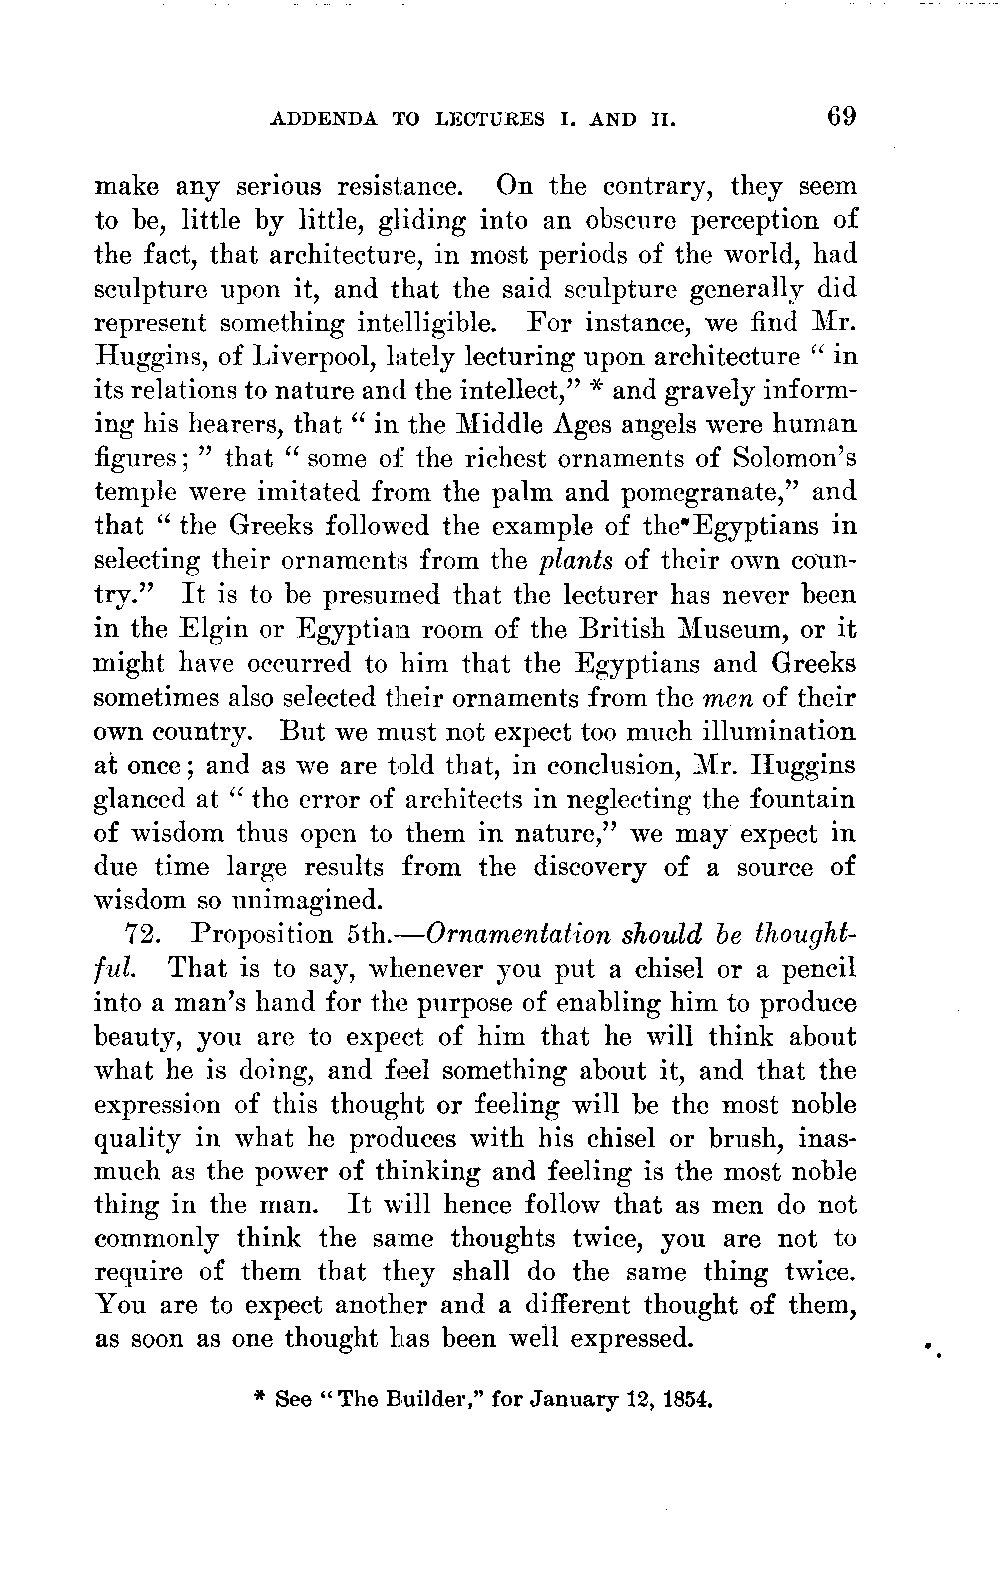 ADDENDA TO LECTURES I. AND II. 69
make any serious resistance. On the contrary, they seem
to be, little by little, gliding into an obscure perception of
the fact, that architecture, in most periods of the world, had
sculpture upon it, and that the said sculpture generally did
represent something intelligible. For instance, we find Mr.
Huggins, of Liverpool, lately lecturing upon architecture “ in
its relations to nature and the intellect,” * and gravely inform-
ing his hearers, that “ in the Middle Ages angels were human
figures; ” that “ some of the richest ornaments of Solomon’s
temple were imitated from the palm and pomegranate,” and
that “ the Greeks followed the example of the Egyptians in
selecting their ornaments from the plants of their own coun-
try.” It is to be presumed that the lecturer has never been
in the Elgin or Egyptian room of the British Museum, or it
might have occurred to him that the Egyptians and Greeks
sometimes also selected their ornaments from the men of their
own country. But we must not expect too much illumination
at once; and as we are told that, in conclusion, Mr. Huggins
glanced at “ the error of architects in neglecting the fountain
of wisdom thus open to them in nature,” we may expect in
due time large results from the discovery of a source of
wisdom so unimagined.
72. Proposition 5th.—Ornamentation should be thought-
ful. That is to say, whenever you put a chisel or a pencil
into a man’s hand for the purpose of enabling him to produce
beauty, you are to expect of him that he will think about
what he is doing, and feel something about it, and that the
expression of this thought or feeling will be the most noble
quality in what he produces with his chisel or brush, inas-
much as the power of thinking and feeling is the most noble
thing in the man. It will hence follow that as men do not
commonly think the same thoughts twice, you are not to
require of them that they shall do the same thing twice.
You are to expect another and a different thought of them,
as soon as one thought has been well expressed.
* See “ The Builder,” for January 12, 1854.